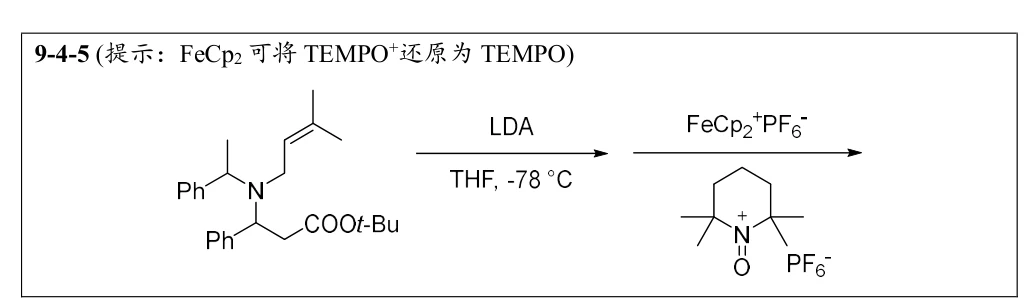 9-4-5 (提示：FeCp₂ 可将 TEMPO⁺还原为 TEMPO)
LDA
THF, -78 °C
FeCp₂⁺PF₆⁻
Ph
N
Ph
COOt-Bu
+
N
O
PF₆⁻